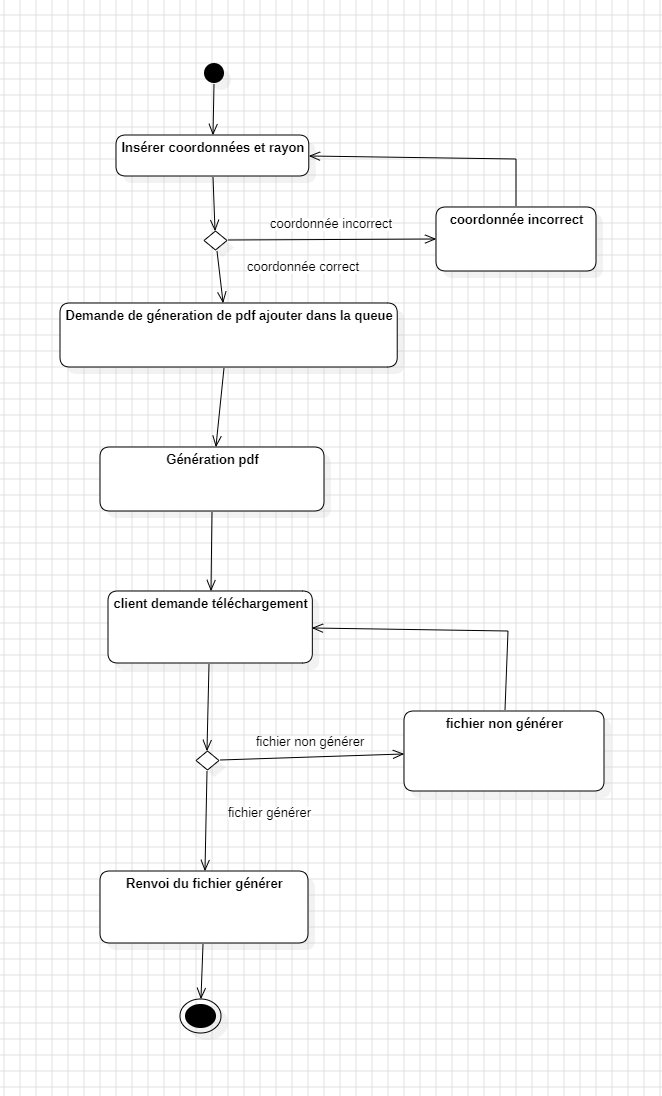 Insérer coordonnées et rayon
coordonnée incorrect
coordonnée incorrect
coordonnée correct
Demande de géneration de pdf ajouter dans la queue
Génération pdf
client demande téléchargement
fichier non générer
fichier non générer
fichier générer
Renvoi du fichier générer